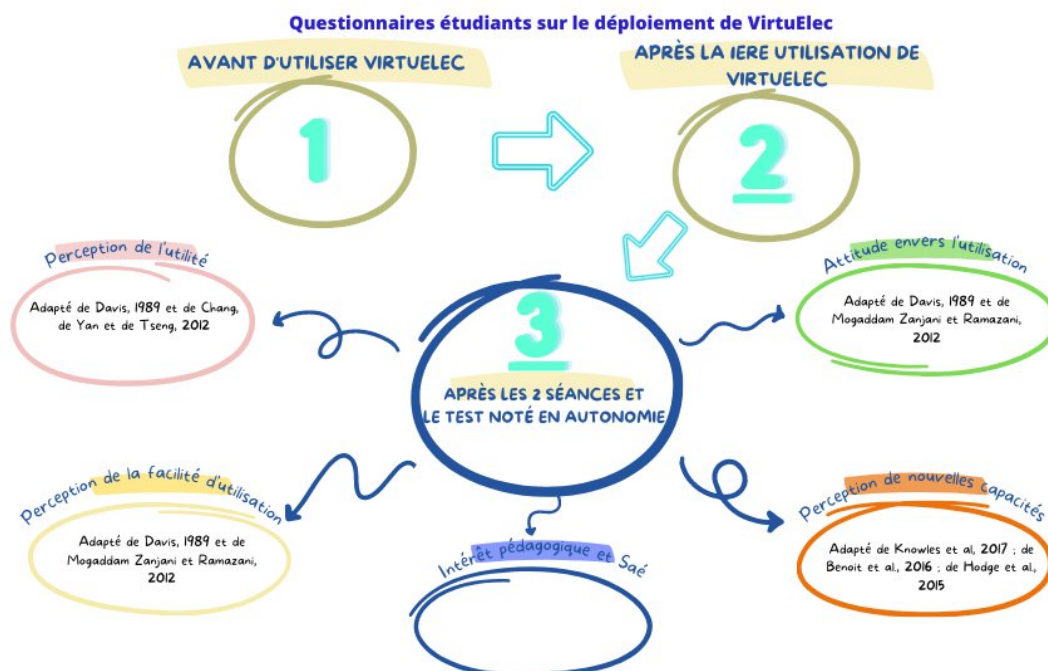 Questionnaires étudiants sur le déploiement de VirtuElec
AVANT D'UTILISER VIRTUELEC
APRÈS LA 1ERE UTILISATION DE
VIRTUELEC
1
2
Perception de l'utilité
Adapté de Davis, 1989 et de Chang,
de Yan et de Tseng, 2012
Attitude envers l'utilisation
Adapté de Davis, 1989 et de
Mogaddam Zanjani et Ramazani,
2012
3
APRÈS LES 2 SÉANCES ET
LE TEST NOTÉ EN AUTONOMIE
Perception de la facilité d'utilisation
Adapté de Davis, 1989 et de
Mogaddam Zanjani et Ramazani,
2012
Intérêt pédagogique et Saé
Perception de nouvelles capacités
Adapté de Knowles et al, 2017 ; de
Benoit et al., 2016 ; de Hodge et al.,
2015